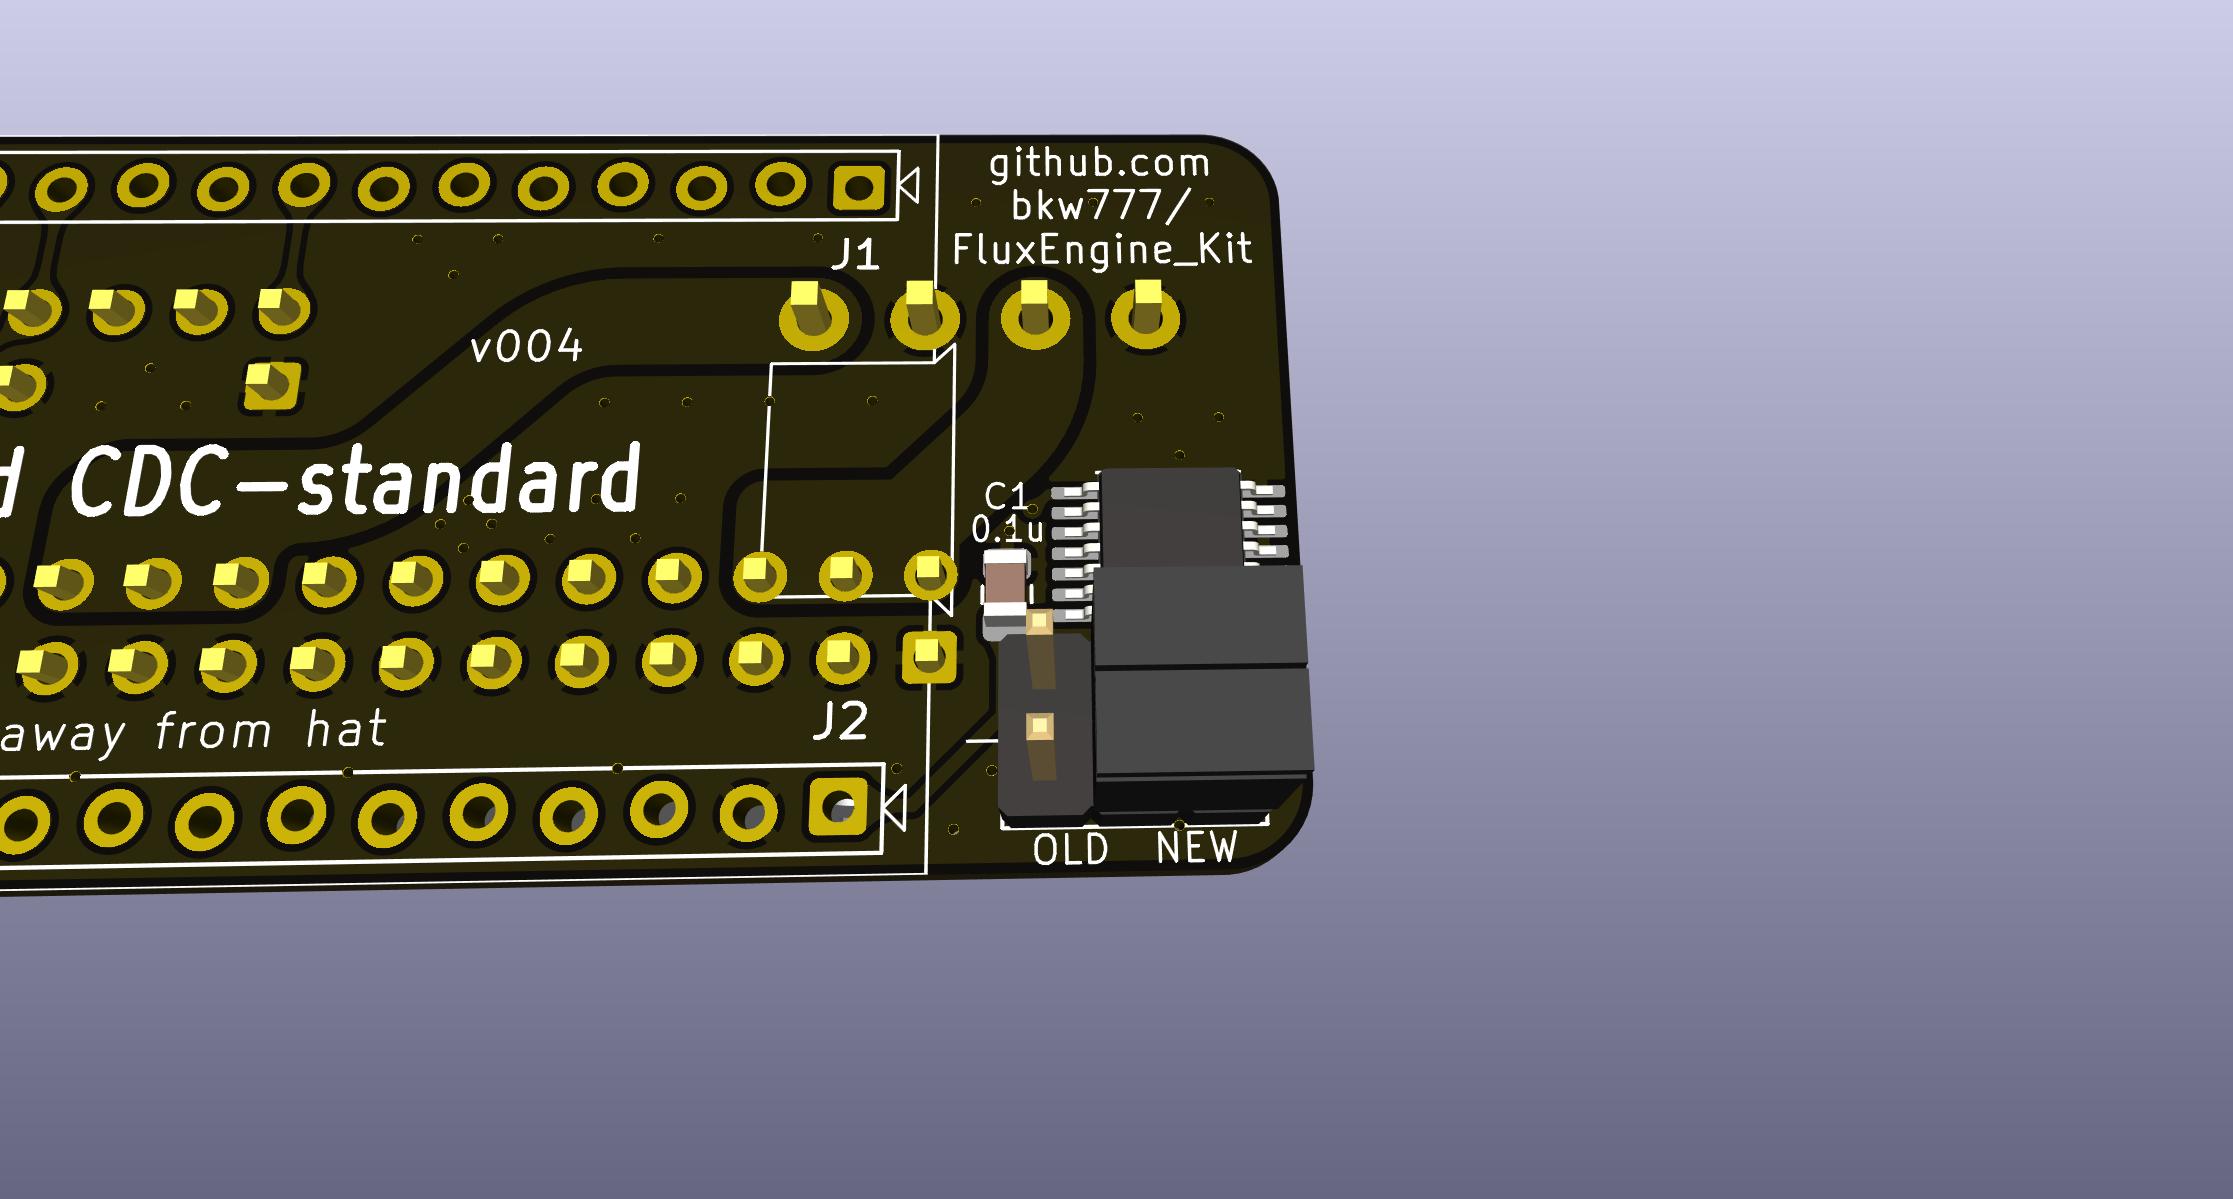 github.com
bkw777/
FluxEngine_Kit
J1
v004
d CDC-standard
C1
0.1u
away from hat
J2
OLD NEW